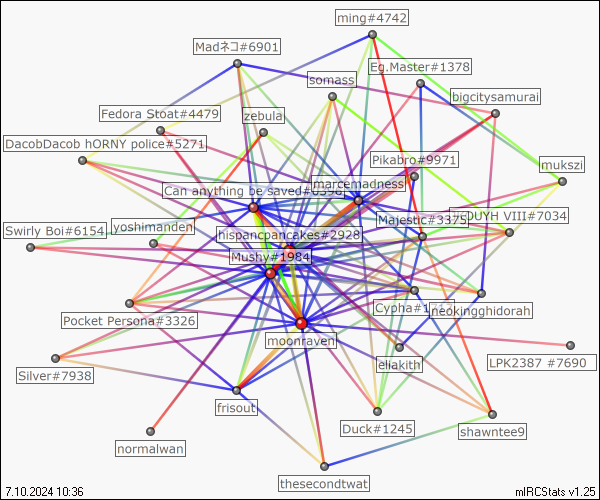 ming#4742
Madネコ#6901
Eg.Master#1378
somass
bigcitysamurai
Fedora Stoat#4479
zebula
DacobDacob hORNY police#5271
Pikabro#9971
mukszi
marcemadness
Can anything be saved#0398
Majestic#3375
DUYH VIII#7034
Swirly Boi#6154
yoshimanden
hispancpancakes#2928
Mushy#1984
Cypha#1
neokingghidorah
Pocket Persona#3326
moonraven
eliakith
LPK2387 #7690
Silver#7938
frisout
Duck#1245
shawntee9
normalwan
thesecondtwat
7.10.2024 10:36
mIRCStats v1.25